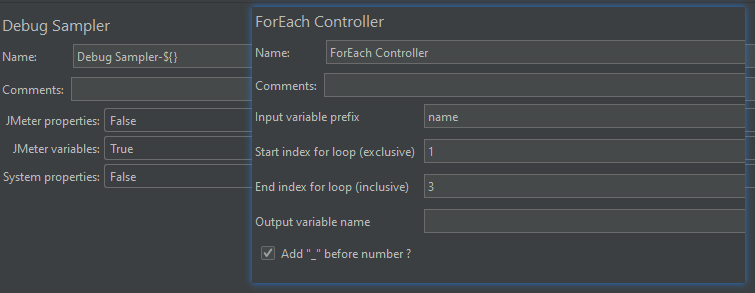 Debug Sampler
Name: Debug Sampler-${}
Comments:
JMeter properties: False
JMeter variables: True
System properties: False
ForEach Controller
Name: ForEach Controller
Comments:
Input variable prefix name
Start index for loop (exclusive) 1
End index for loop (inclusive) 3
Output variable name
Add "_" before number ?